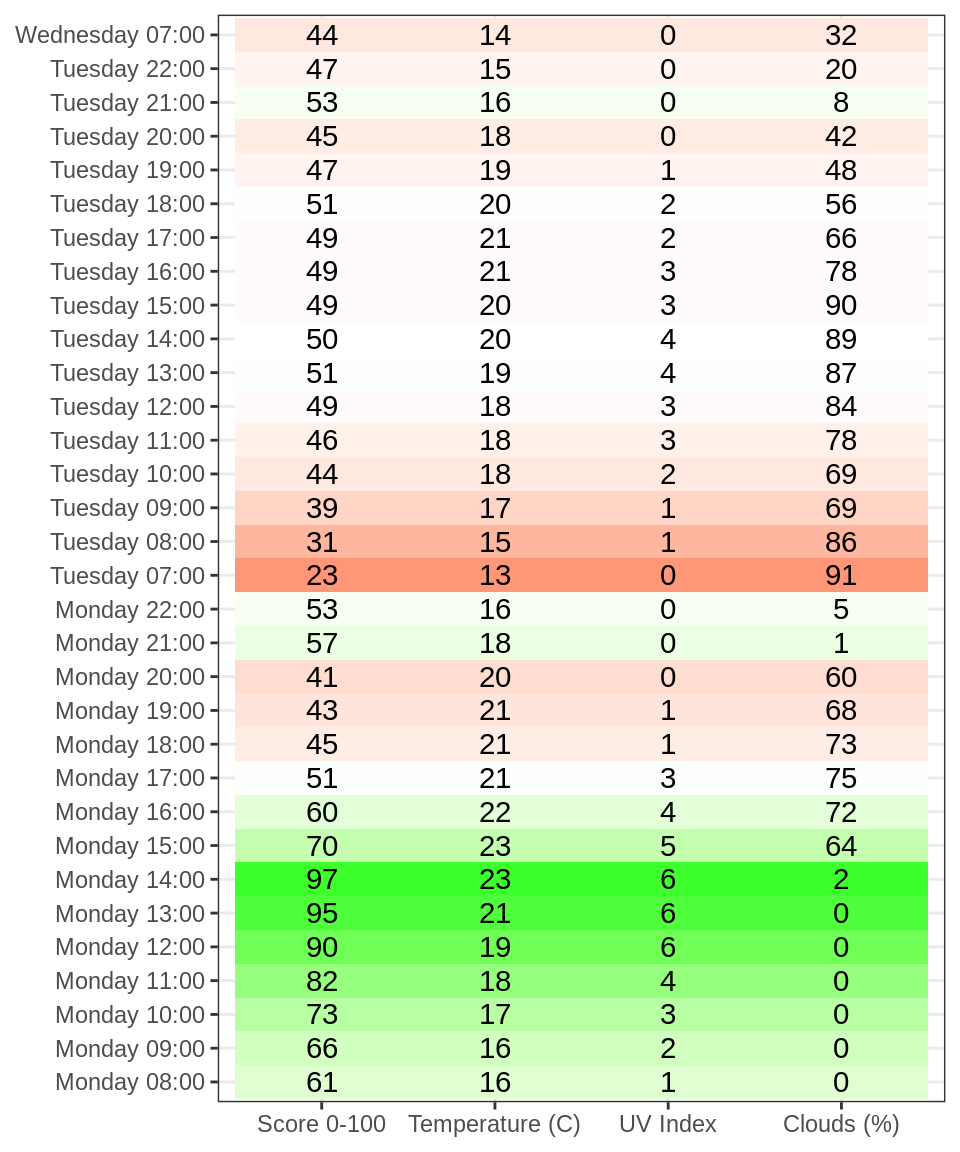 Wednesday 07:00 44 14 0 32
Tuesday 22:00 47 15 0 20
Tuesday 21:00 53 16 0 8
Tuesday 20:00 45 18 0 42
Tuesday 19:00 47 19 1 48
Tuesday 18:00 51 20 2 56
Tuesday 17:00 49 21 2 66
Tuesday 16:00 49 21 3 78
Tuesday 15:00 49 20 3 90
Tuesday 14:00 50 20 4 89
Tuesday 13:00 51 19 4 87
Tuesday 12:00 49 18 3 84
Tuesday 11:00 46 18 3 78
Tuesday 10:00 44 18 2 69
Tuesday 09:00 39 17 1 69
Tuesday 08:00 31 15 1 86
Tuesday 07:00 23 13 0 91
Monday 22:00 53 16 0 5
Monday 21:00 57 18 0 1
Monday 20:00 41 20 0 60
Monday 19:00 43 21 1 68
Monday 18:00 45 21 1 73
Monday 17:00 51 21 3 75
Monday 16:00 60 22 4 72
Monday 15:00 70 23 5 64
Monday 14:00 97 23 6 2
Monday 13:00 95 21 6 0
Monday 12:00 90 19 6 0
Monday 11:00 82 18 4 0
Monday 10:00 73 17 3 0
Monday 09:00 66 16 2 0
Monday 08:00 61 16 1 0
Score 0-100 Temperature (C) UV Index Clouds (%)